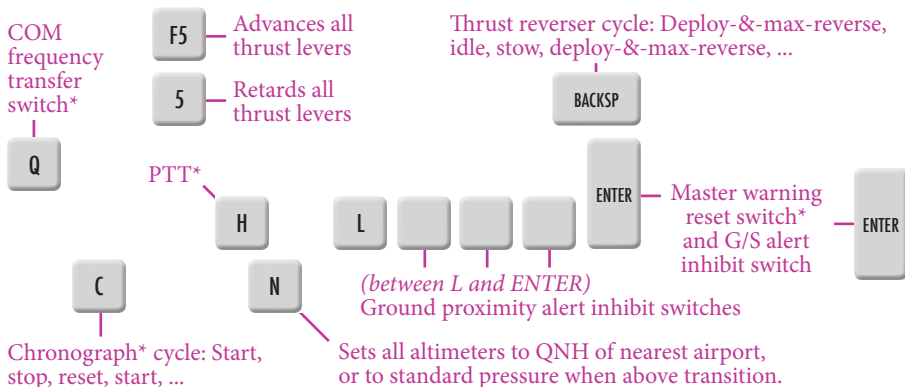 COM
frequency
transfer
switch*
Q
F5
Advances all
thrust levers
5
Retards all
thrust levers
Thrust reverser cycle: Deploy-&-max-reverse,
idle, stow, deploy-&-max-reverse, ...
BACKSP
PTT*
H
L
ENTER
Master warning
reset switch*
and G/S alert
inhibit switch
ENTER
(between L and ENTER)
Ground proximity alert inhibit switches
C
N
Chronograph* cycle: Start,
stop, reset, start, ...
Sets all altimeters to QNH of nearest airport,
or to standard pressure when above transition.